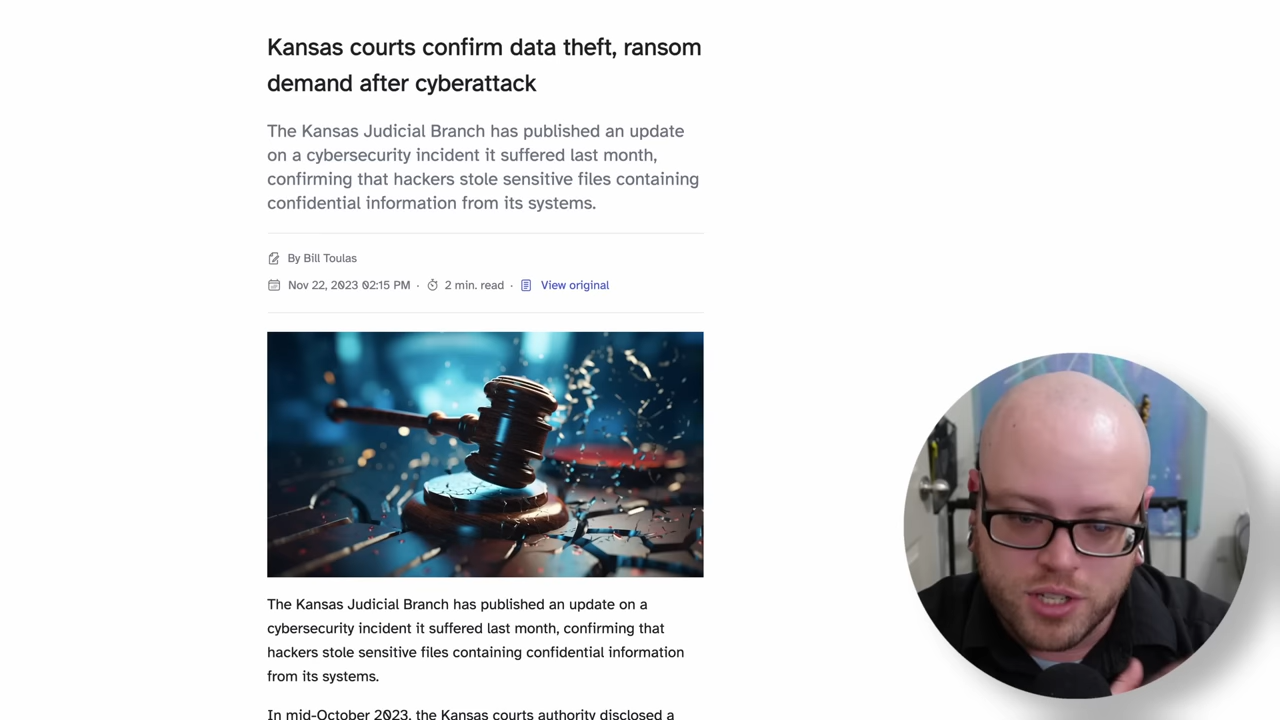 Kansas courts confirm data theft, ransom
demand after cyberattack
The Kansas Judicial Branch has published an update
on a cybersecurity incident it suffered last month,
confirming that hackers stole sensitive files containing
confidential information from its systems.
By Bill Toulas
Nov 22, 2023 02:15 PM · 2 min. read · View original
The Kansas Judicial Branch has published an update on a
cybersecurity incident it suffered last month, confirming that
hackers stole sensitive files containing confidential information
from its systems.
In mid-October 2023, the Kansas courts authority disclosed a